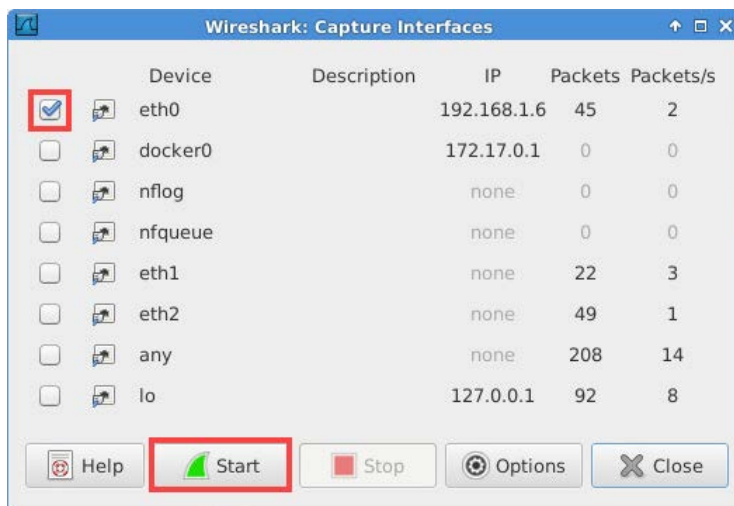 Wireshark: Capture Interfaces
Device Description IP Packets Packets/s
eth0 192.168.1.6 45 2
docker0 172.17.0.1 0 0
nflog none 0 0
nfqueue none 0 0
eth1 none 22 3
eth2 none 49 1
any none 208 14
lo 127.0.0.1 92 8
Help Start Stop Options Close